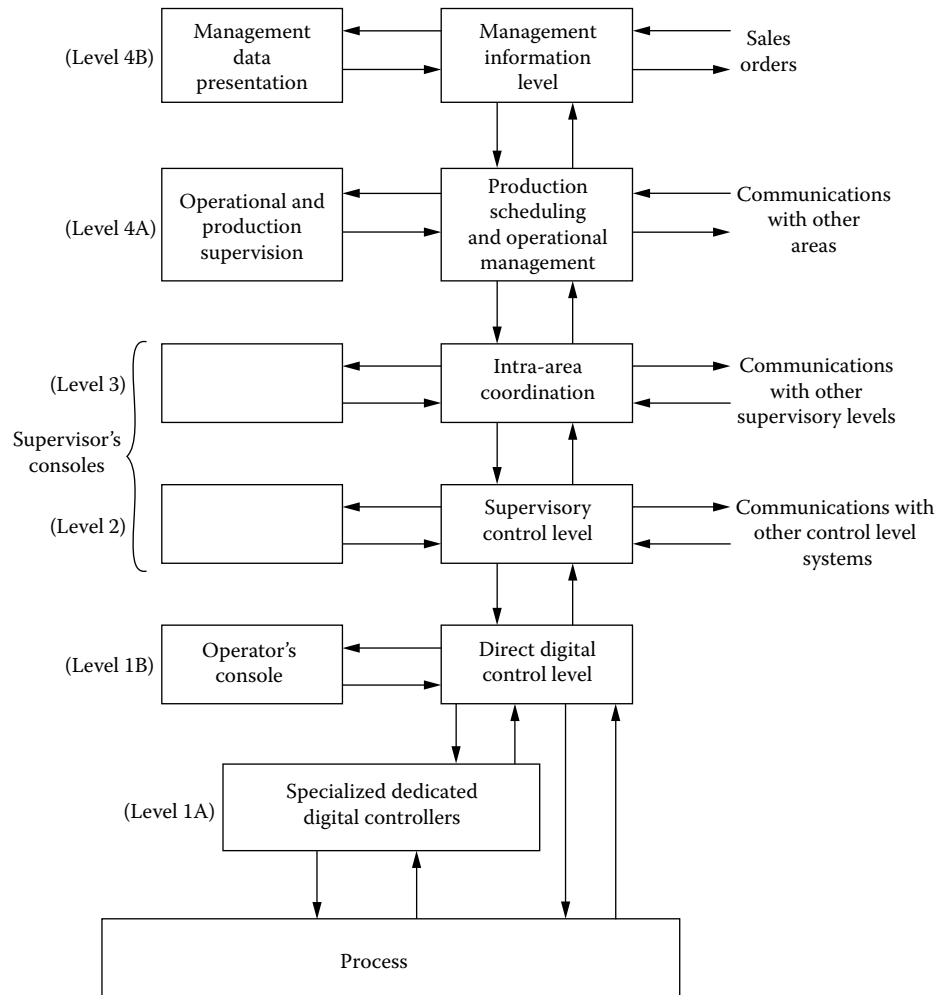 (Level 4B)
Management
data
presentation
Management
information
level
Sales
orders
(Level 4A)
Operational and
production
supervision
Production
scheduling
and operational
management
Communications
with other
areas
Supervisor's
consoles
(Level 3)
Intra-area
coordination
Communications
with other
supervisory levels
(Level 2)
Supervisory
control level
Communications with
other control level
systems
(Level 1B)
Operator's
console
Direct digital
control level
(Level 1A)
Specialized dedicated
digital controllers
Process